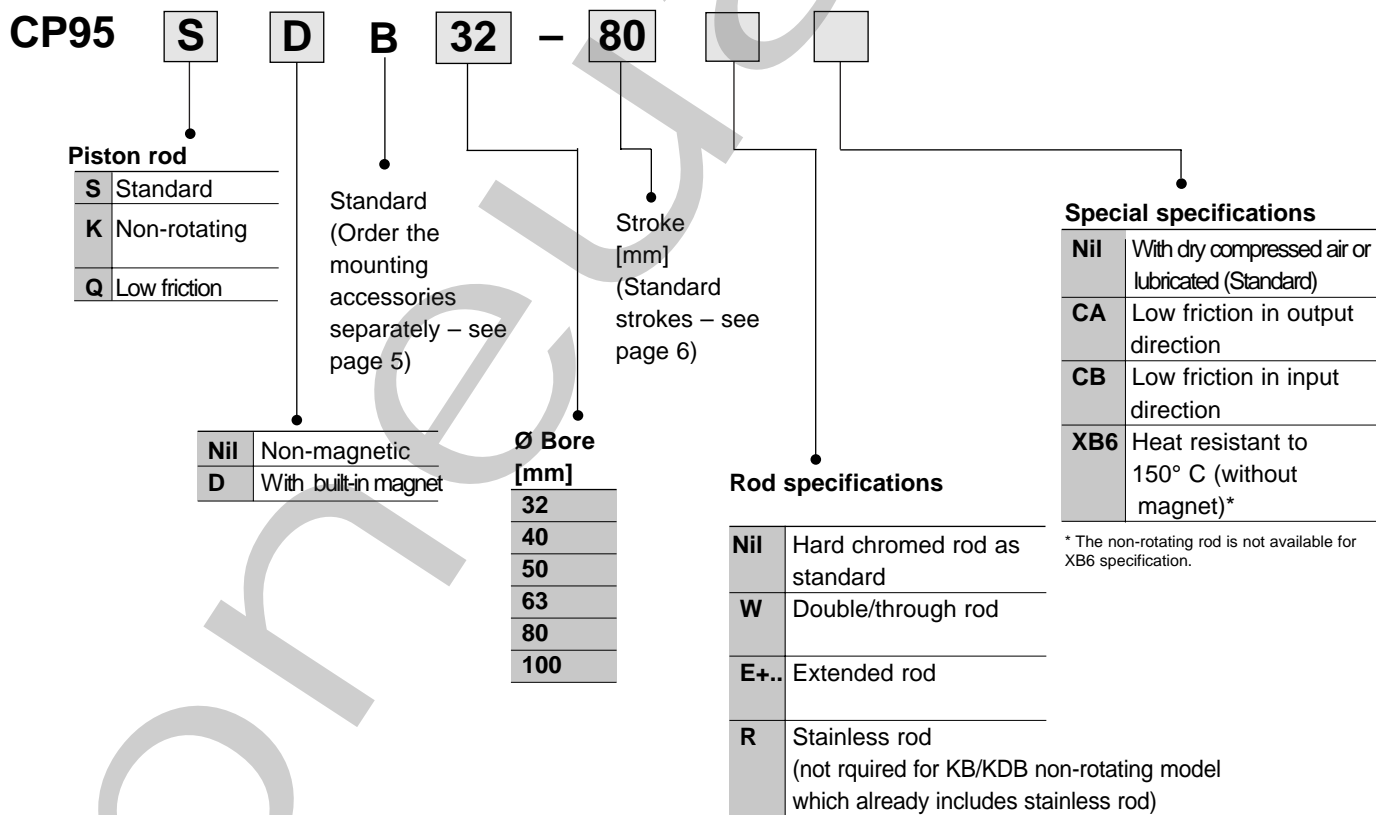 CP95 S D B 32 – 80
Piston rod
S Standard
K Non-rotating
Q Low friction
Standard
(Order the
mounting
accessories
separately – see
page 5)
Stroke
[mm]
(Standard
strokes – see
page 6)
Special specifications
Nil With dry compressed air or
lubricated (Standard)
CA Low friction in output
direction
CB Low friction in input
direction
XB6 Heat resistant to
150° C (without
magnet)*
* The non-rotating rod is not available for
XB6 specification.
Nil Non-magnetic
D With built-in magnet
Ø Bore
[mm]
32
40
50
63
80
100
Rod specifications
Nil Hard chromed rod as
standard
W Double/through rod
E+.. Extended rod
R Stainless rod
(not rquired for KB/KDB non-rotating model
which already includes stainless rod)